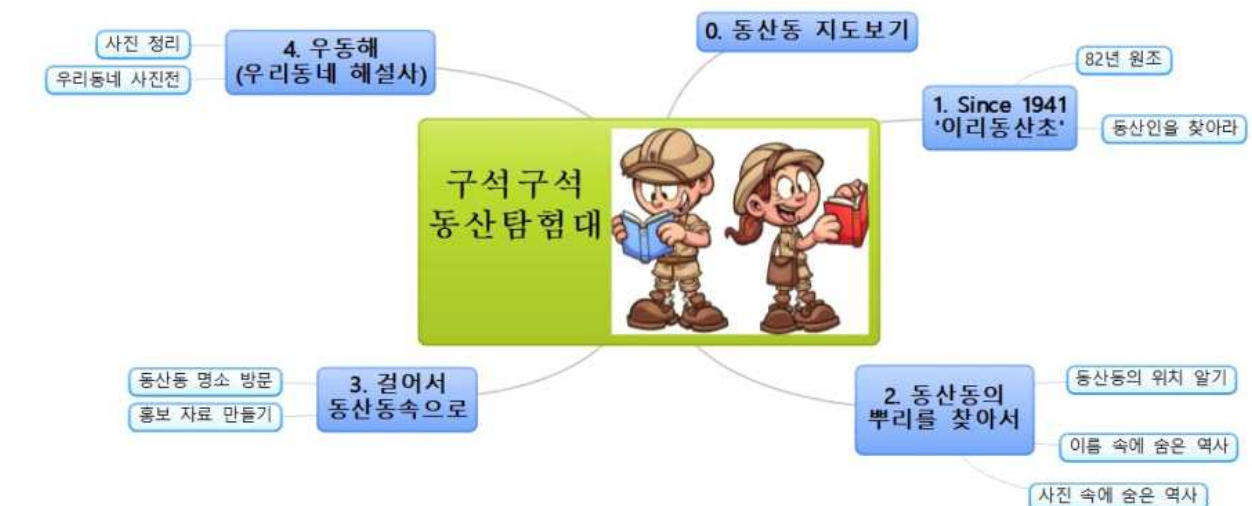 구석구석
동산탐험대
0. 동산동 지도보기
1. Since 1941
'이리동산초'
82년 원조
동산인을 찾아라
2. 동산동의
뿌리를 찾아서
동산동의 위치 알기
이름 속에 숨은 역사
사진 속에 숨은 역사
3. 걸어서
동산동속으로
동산동 명소 방문
홍보 자료 만들기
4. 우동해
(우리동네 해설사)
사진 정리
우리동네 사진전